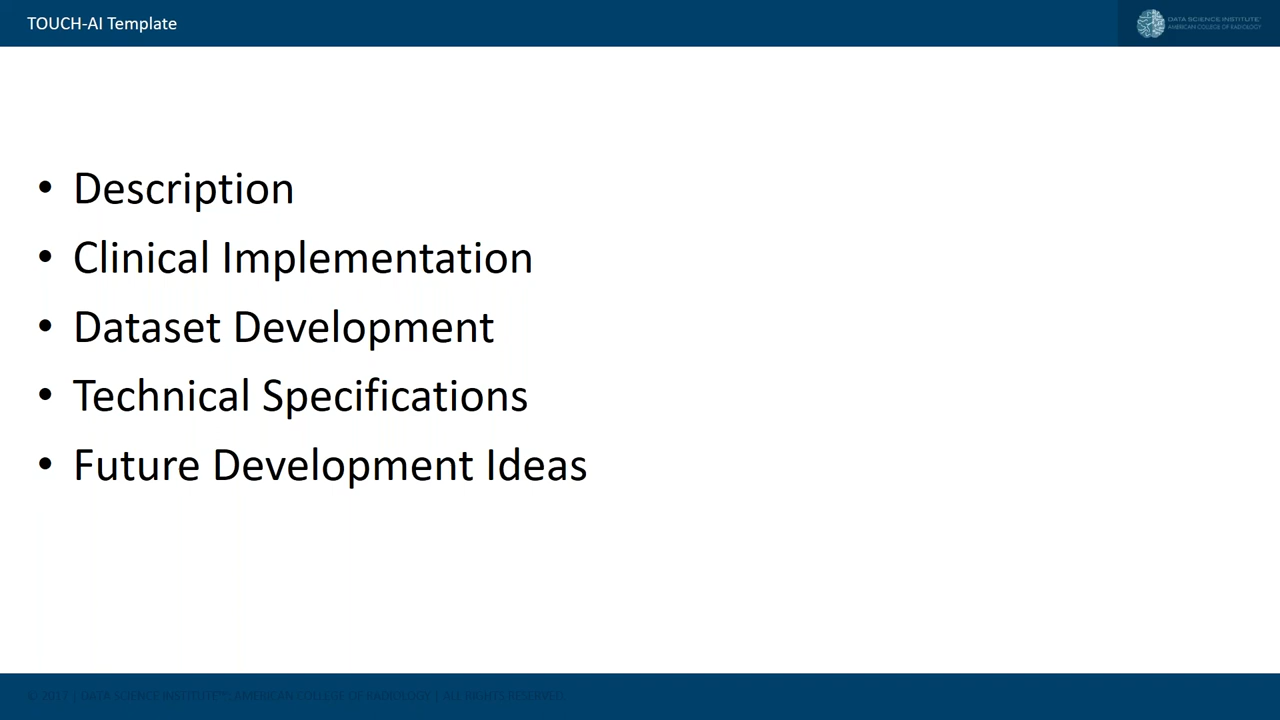 TOUCH-AI Template
DATA SCIENCE INSTITUTE™
AMERICAN COLLEGE OF RADIOLOGY
• Description
• Clinical Implementation
• Dataset Development
• Technical Specifications
• Future Development Ideas
© 2017 | DATA SCIENCE INSTITUTE™ AMERICAN COLLEGE OF RADIOLOGY | ALL RIGHTS RESERVED